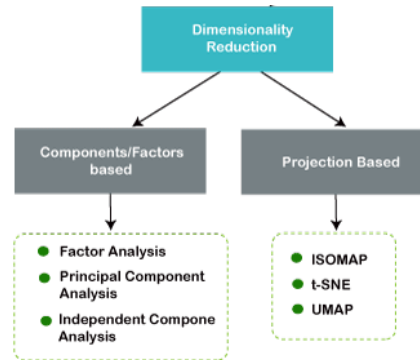 Dimensionality
Reduction
Components/Factors
based
Projection Based
Factor Analysis
Principal Component
Analysis
Independent Compone
Analysis
ISOMAP
t-SNE
UMAP